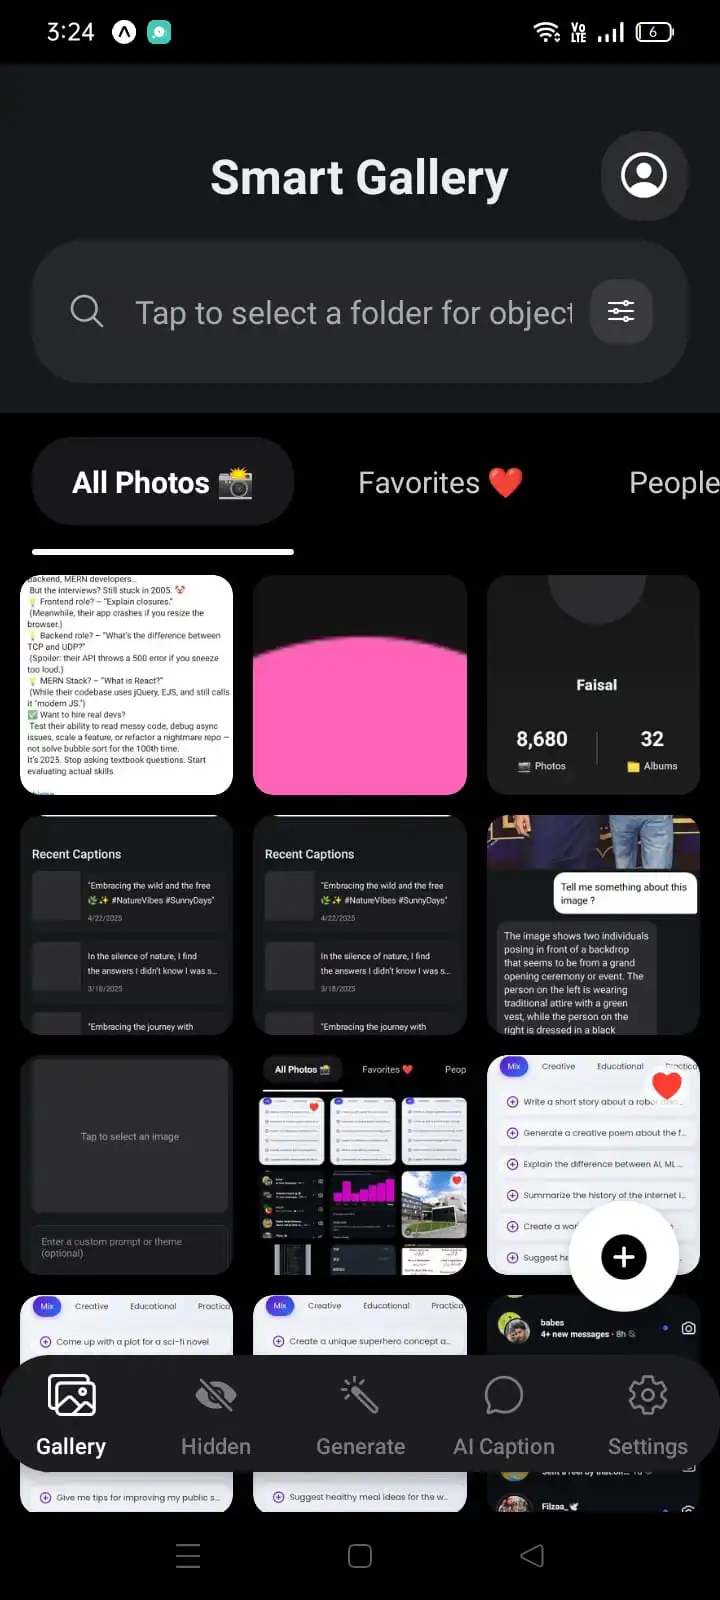 3:24
Vo
LTE
6
Smart Gallery
Tap to select a folder for object
All Photos 📸
Favorites ❤️
People
Backend, MERN developers...
But the interviews? Still stuck in 2005. 🤡
💡 Frontend role? – "Explain closures."
(Meanwhile, their app crashes if you resize the
browser.)
💡 Backend role? – "What's the difference between
TCP and UDP?"
(Spoiler: their API throws a 500 error if you sneeze
too loud.)
💡 MERN Stack? – "What is React?"
(While their codebase uses jQuery, EJS, and still calls
it "modern JS.")
✅ Want to hire real devs?
Test their ability to read messy code, debug async
issues, scale a feature, or refactor a nightmare repo —
not solve bubble sort for the 100th time.
It's 2025. Stop asking textbook questions. Start
evaluating actual skills.
Faisal
8,680
📷 Photos
32
📁 Albums
Recent Captions
"Embracing the wild and the free
🌿✨ #NatureVibes #SunnyDays"
4/22/2025
In the silence of nature, I find
the answers I didn't know I was s...
3/18/2025
"Embracing the journey with
Recent Captions
"Embracing the wild and the free
🌿✨ #NatureVibes #SunnyDays"
4/22/2025
In the silence of nature, I find
the answers I didn't know I was s...
3/18/2025
"Embracing the journey with
Tell me something about this
image ?
The image shows two individuals
posing in front of a backdrop
that seems to be from a grand
opening ceremony or event. The
person on the left is wearing
traditional attire with a green
vest, while the person on the
right is dressed in a black
Tap to select an image
Enter a custom prompt or theme
(optional)
All Photos 📸
Favorites ❤️
Peop
Mix
Creative
Educational
Practica
Write a short story about a robo
Generate a creative poem about the f...
Explain the difference between AI, ML ...
Summarize the history of the internet i...
Create a wor
Suggest he
Mix
Creative
Educational
Practica
Come up with a plot for a sci-fi novel
Give me tips for improving my public s...
Mix
Creative
Educational
Practica
Create a unique superhero concept a...
Suggest healthy meal ideas for the w...
babes
4+ new messages · 8h
Filzaa_🕊
Gallery
Hidden
Generate
AI Caption
Settings